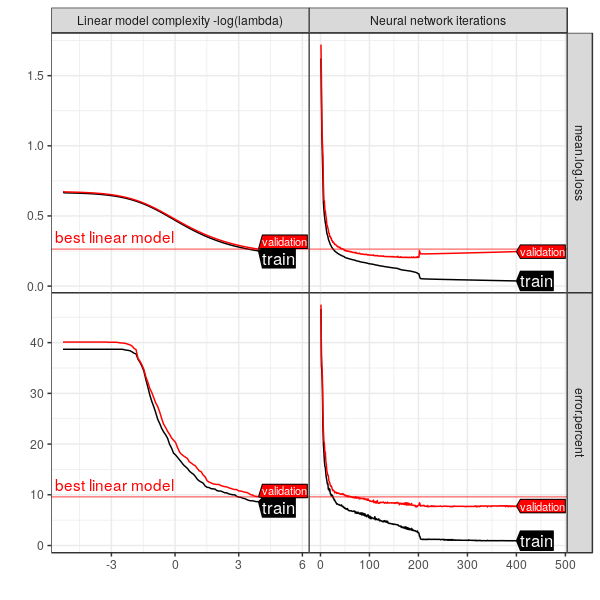 Linear model complexity -log(lambda)
Neural network iterations
1.5
1.0
0.5
0.0
best linear model
validation
train
validation
train
mean.log.loss
40
30
20
10
0
best linear model
validation
train
validation
train
error.percent
-3
0
3
6
0
100
200
300
400
500